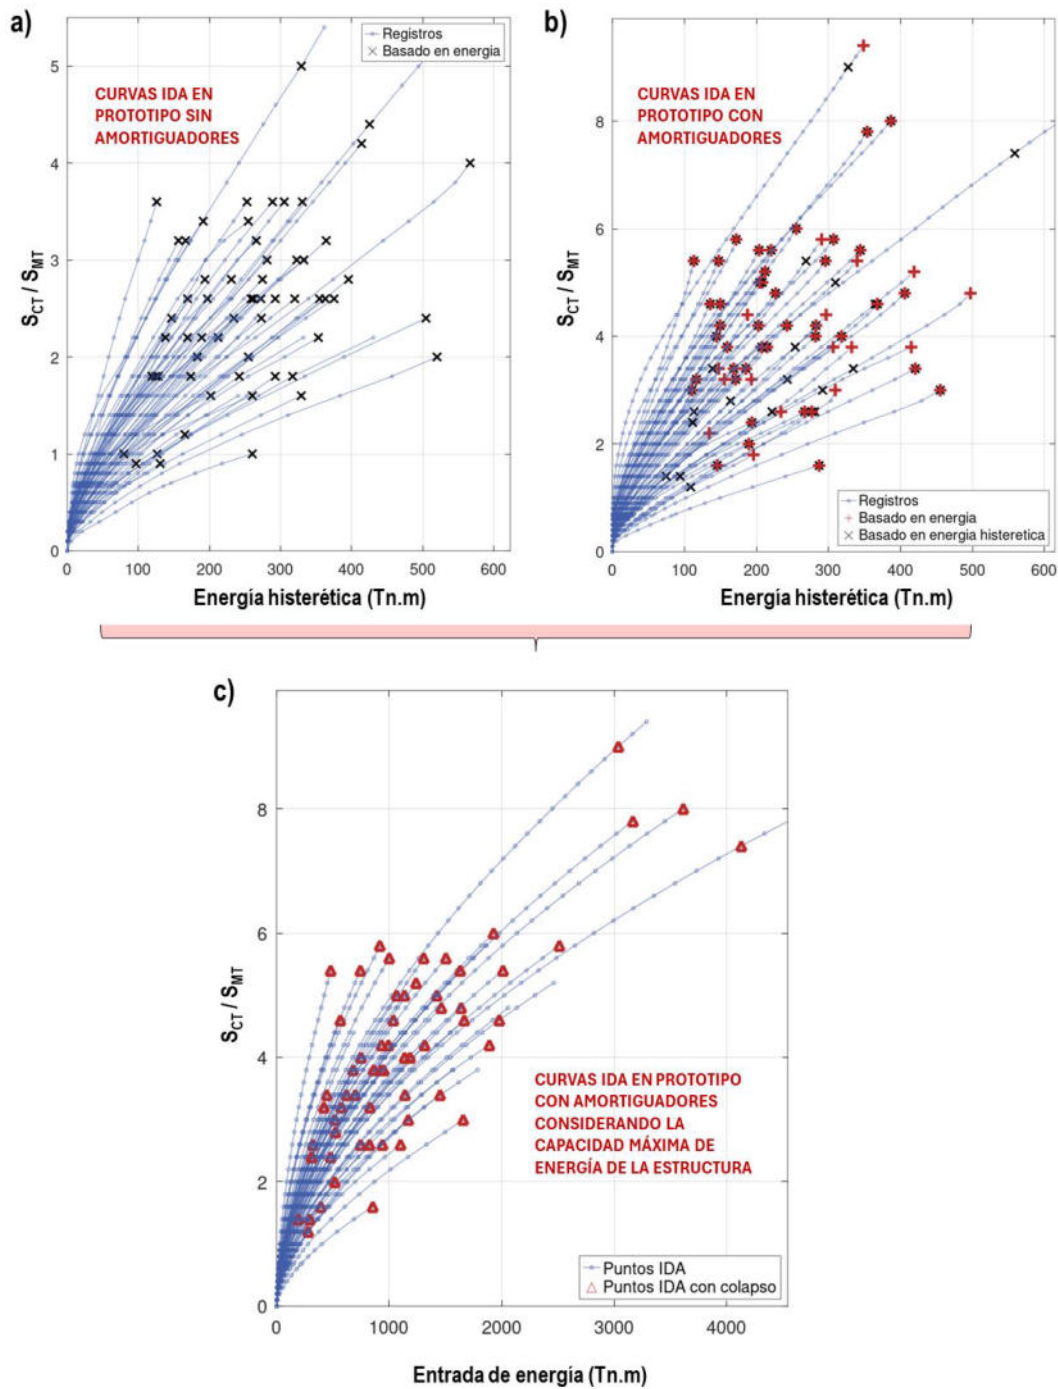 a)
Registros
Basado en energia
CURVAS IDA EN
PROTOTIPO SIN
AMORTIGUADORES
5
4
3
2
1
0
S_CT / S_MT
0 100 200 300 400 500 600
Energía histerética (Tn.m)
b)
CURVAS IDA EN
PROTOTIPO CON
AMORTIGUADORES
8
6
4
2
0
S_CT / S_MT
Registros
Basado en energia
Basado en energia histeretica
0 100 200 300 400 500 600
Energía histerética (Tn.m)
c)
8
6
4
2
0
S_CT / S_MT
CURVAS IDA EN PROTOTIPO
CON AMORTIGUADORES
CONSIDERANDO LA
CAPACIDAD MÁXIMA DE
ENERGÍA DE LA ESTRUCTURA
Puntos IDA
Puntos IDA con colapso
0 1000 2000 3000 4000
Entrada de energía (Tn.m)